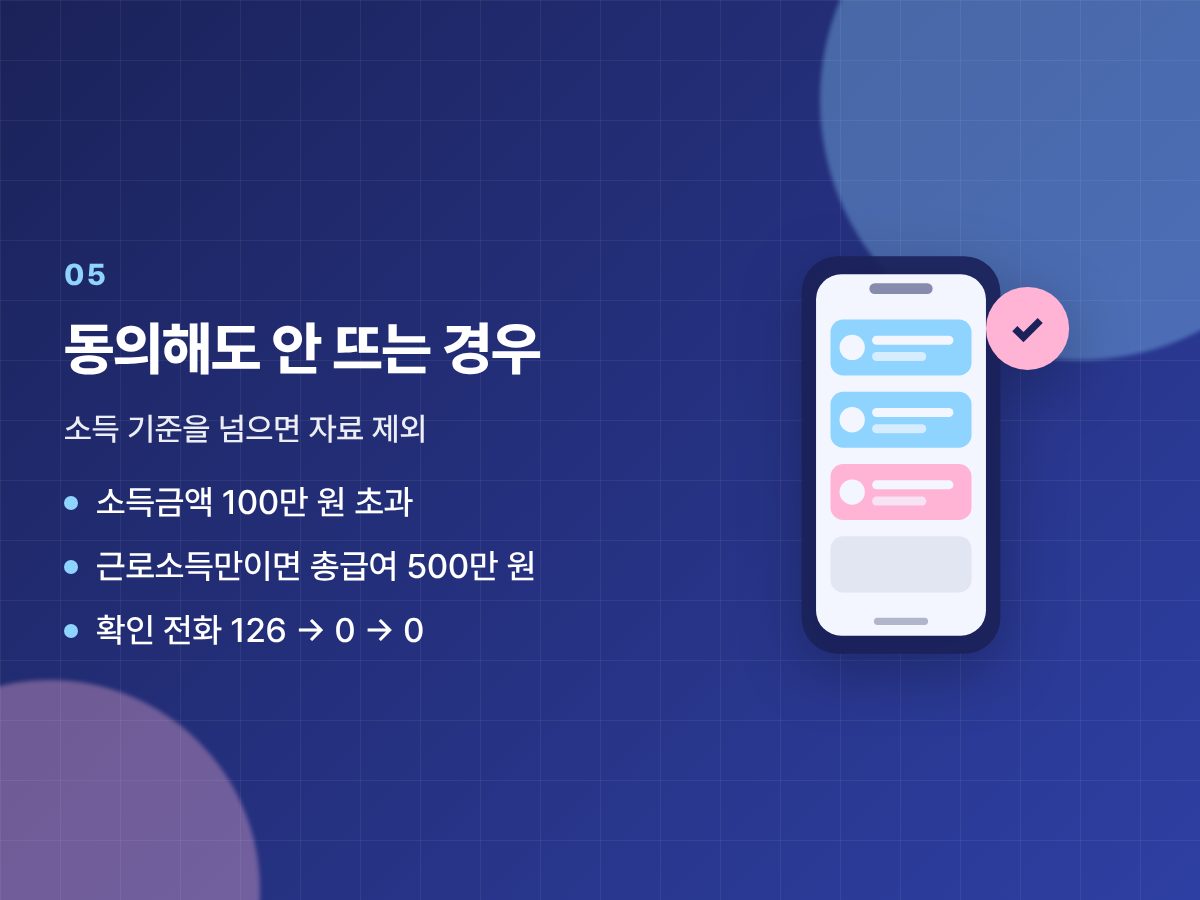 05
동의해도 안 뜨는 경우
소득 기준을 넘으면 자료 제외
소득금액 100만 원 초과
근로소득만이면 총급여 500만 원
확인 전화 126 → 0 → 0